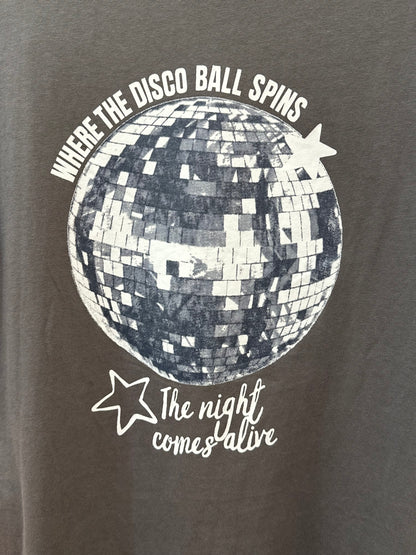 WHERE THE DISCO BALL SPINS
The night
comes alive